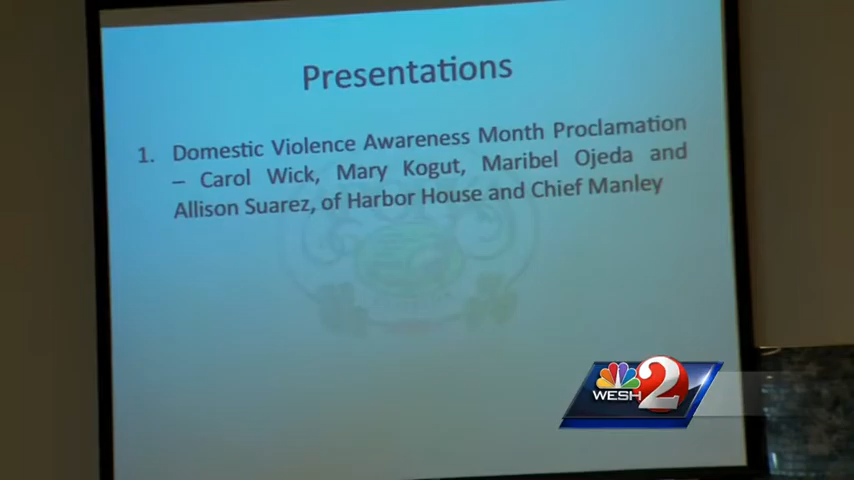 Presentations
1. Domestic Violence Awareness Month Proclamation
– Carol Wick, Mary Kogut, Maribel Ojeda and
Allison Suarez, of Harbor House and Chief Manley
WESH 2